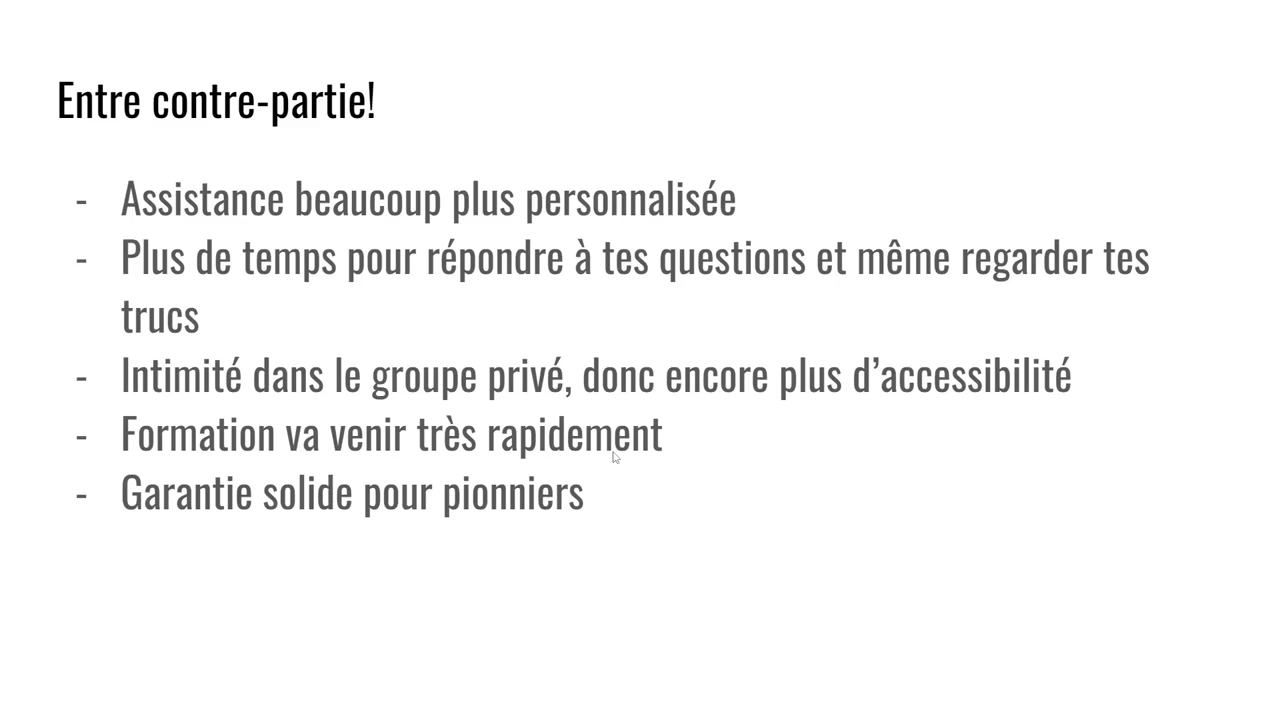 Entre contre-partie!
- Assistance beaucoup plus personnalisée
- Plus de temps pour répondre à tes questions et même regarder tes
trucs
- Intimité dans le groupe privé, donc encore plus d’accessibilité
- Formation va venir très rapidement
- Garantie solide pour pionniers